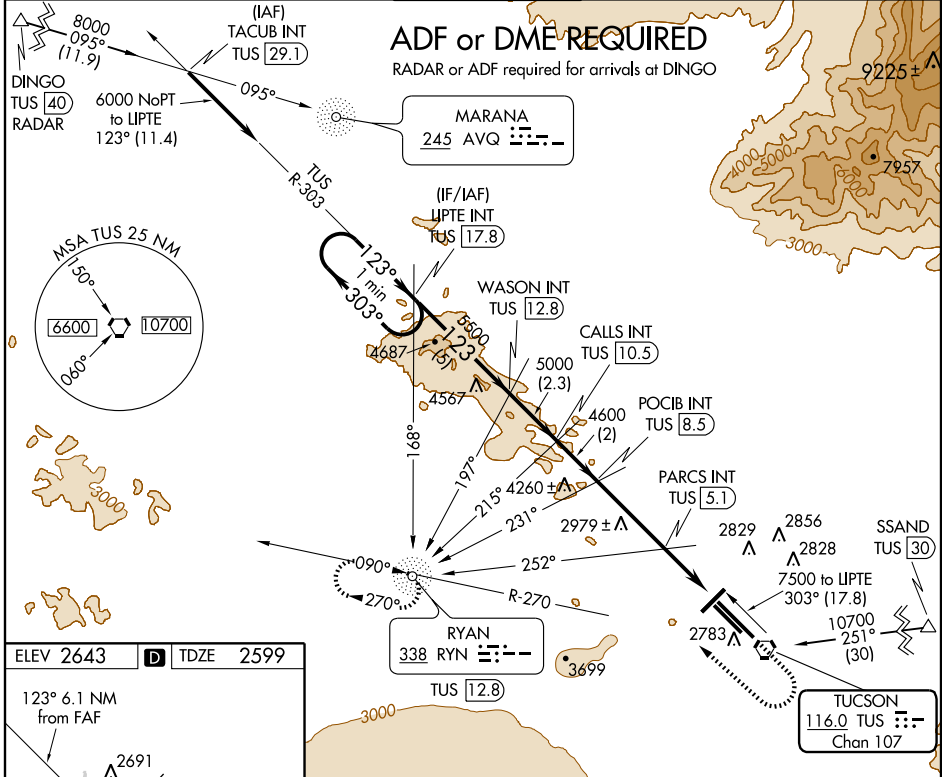 ADF or DME REQUIRED
RADAR or ADF required for arrivals at DINGO
8000
095°
(11.9)
DINGO
TUS 40
RADAR
(IAF)
TACUB INT
TUS 29.1
6000 NoPT
to LIPTE
123° (11.4)
095°
MARANA
245 AVQ
TUS
R-303
9225±
7957
4000
5000
6000
3000
(IF/IAF)
LIPTE INT
TUS 17.8
MSA TUS 25 NM
150°
6600
10700
060°
123°
1 min
303°
WASON INT
TUS 12.8
5500
123
(5)
4687
4567
CALLS INT
TUS 10.5
5000
(2.3)
POCIB INT
TUS 8.5
4600
(2)
168°
197°
215°
231°
4260±
2979±
PARCS INT
TUS 5.1
252°
2829
2856
2828
SSAND
TUS 30
3000
090°
270°
R-270
7500 to LIPTE
303° (17.8)
10700
251°
(30)
2783
RYAN
338 RYN
TUS 12.8
3699
TUCSON
116.0 TUS
Chan 107
3000
ELEV 2643
D
TDZE 2599
123° 6.1 NM
from FAF
2691